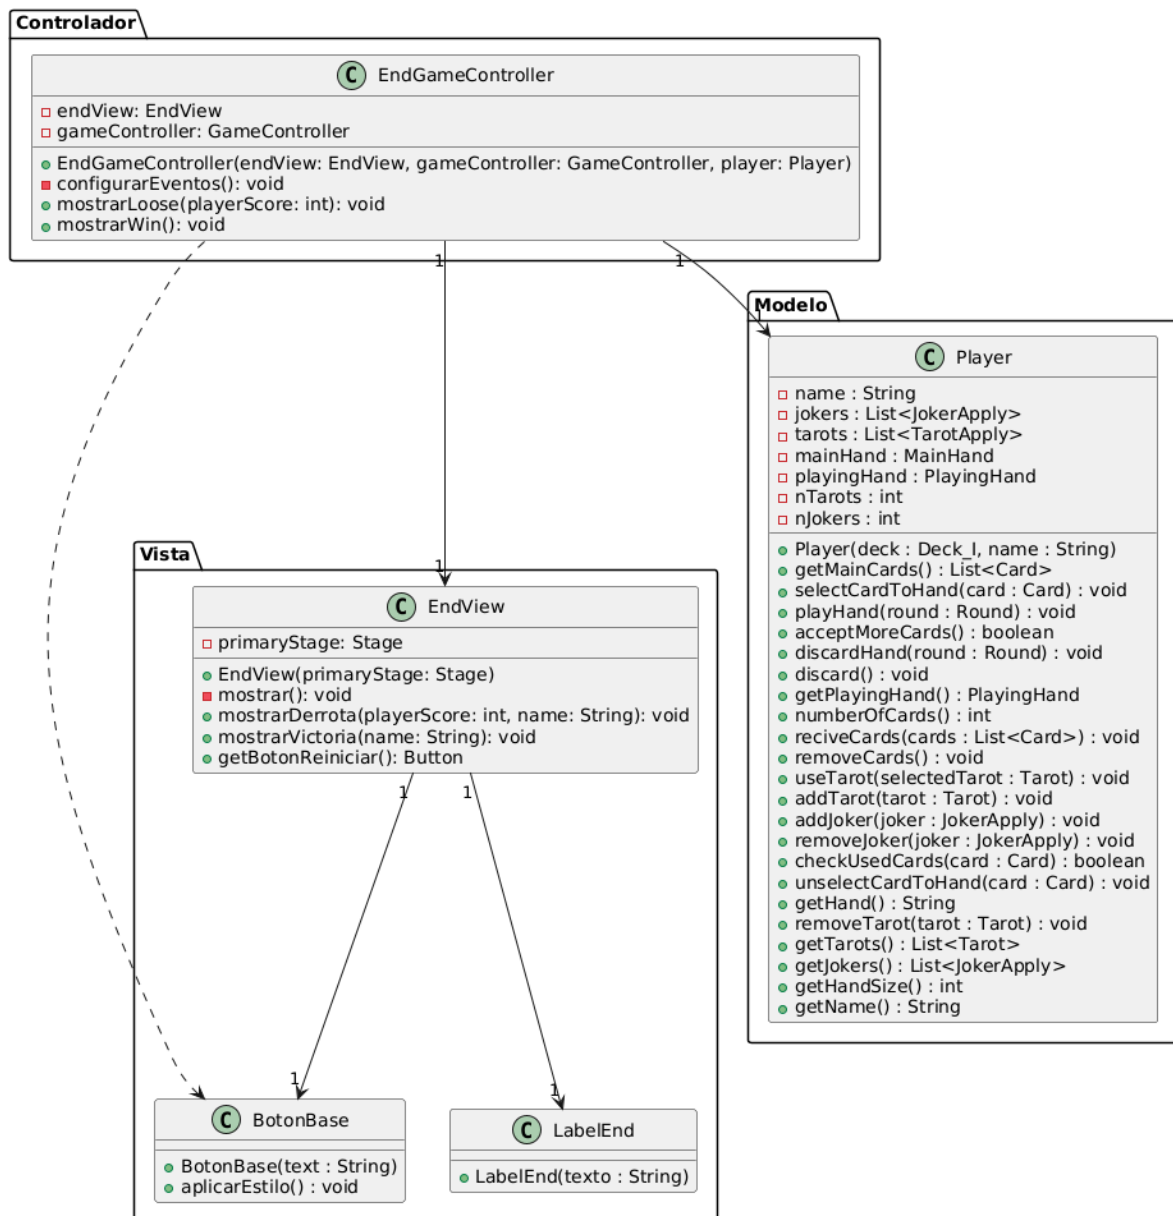 Controlador
C EndGameController
endView: EndView
gameController: GameController
EndGameController(endView: EndView, gameController: GameController, player: Player)
configurarEventos(): void
mostrarLoose(playerScore: int): void
mostrarWin(): void
1
1
1
Modelo
C Player
name : String
jokers : List<JokerApply>
tarots : List<TarotApply>
mainHand : MainHand
playingHand : PlayingHand
nTarots : int
nJokers : int
Player(deck : Deck_I, name : String)
getMainCards() : List<Card>
selectCardToHand(card : Card) : void
playHand(round : Round) : void
acceptMoreCards() : boolean
discardHand(round : Round) : void
discard() : void
getPlayingHand() : PlayingHand
numberOfCards() : int
reciveCards(cards : List<Card>) : void
removeCards() : void
useTarot(selectedTarot : Tarot) : void
addTarot(tarot : Tarot) : void
addJoker(joker : JokerApply) : void
removeJoker(joker : JokerApply) : void
checkUsedCards(card : Card) : boolean
unselectCardToHand(card : Card) : void
getHand() : String
removeTarot(tarot : Tarot) : void
getTarots() : List<Tarot>
getJokers() : List<JokerApply>
getHandSize() : int
getName() : String
Vista
1
C EndView
primaryStage: Stage
EndView(primaryStage: Stage)
mostrar(): void
mostrarDerrota(playerScore: int, name: String): void
mostrarVictoria(name: String): void
getBotonReiniciar(): Button
1
1
1
1
C BotonBase
BotonBase(text : String)
aplicarEstilo() : void
C LabelEnd
LabelEnd(texto : String)